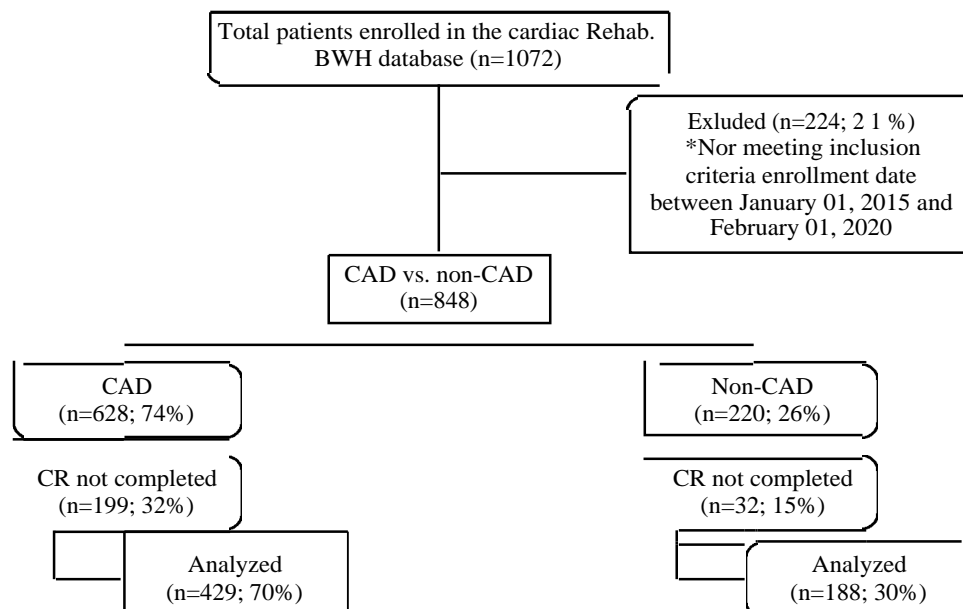 Total patients enrolled in the cardiac Rehab.
BWH database (n=1072)
Exluded (n=224; 2 1 %)
*Nor meeting inclusion
criteria enrollment date
between January 01, 2015 and
February 01, 2020
CAD vs. non-CAD
(n=848)
CAD
(n=628; 74%)
Non-CAD
(n=220; 26%)
CR not completed
(n=199; 32%)
CR not completed
(n=32; 15%)
Analyzed
(n=429; 70%)
Analyzed
(n=188; 30%)